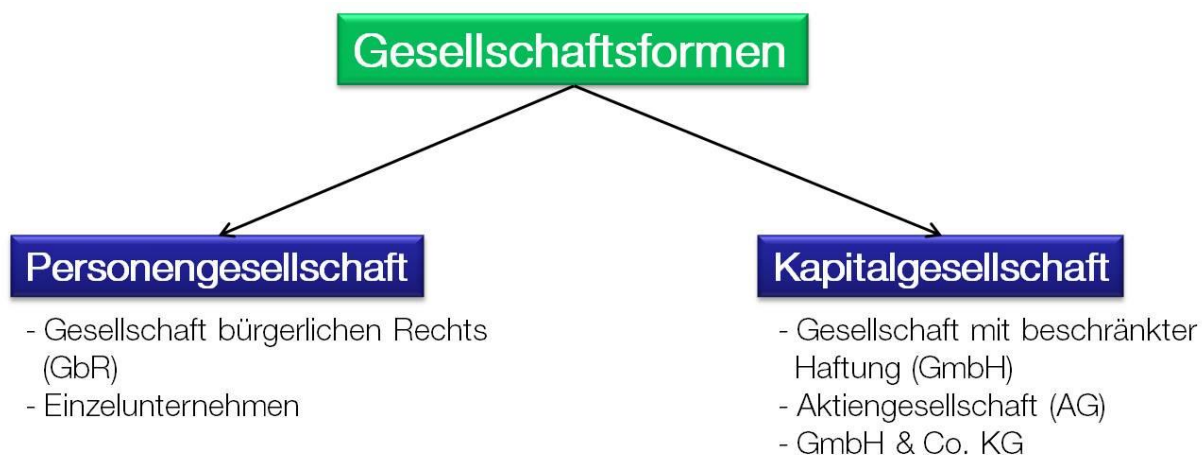 Gesellschaftsformen
Personengesellschaft
- Gesellschaft bürgerlichen Rechts
(GbR)
- Einzelunternehmen
Kapitalgesellschaft
- Gesellschaft mit beschränkter
Haftung (GmbH)
- Aktiengesellschaft (AG)
- GmbH & Co. KG